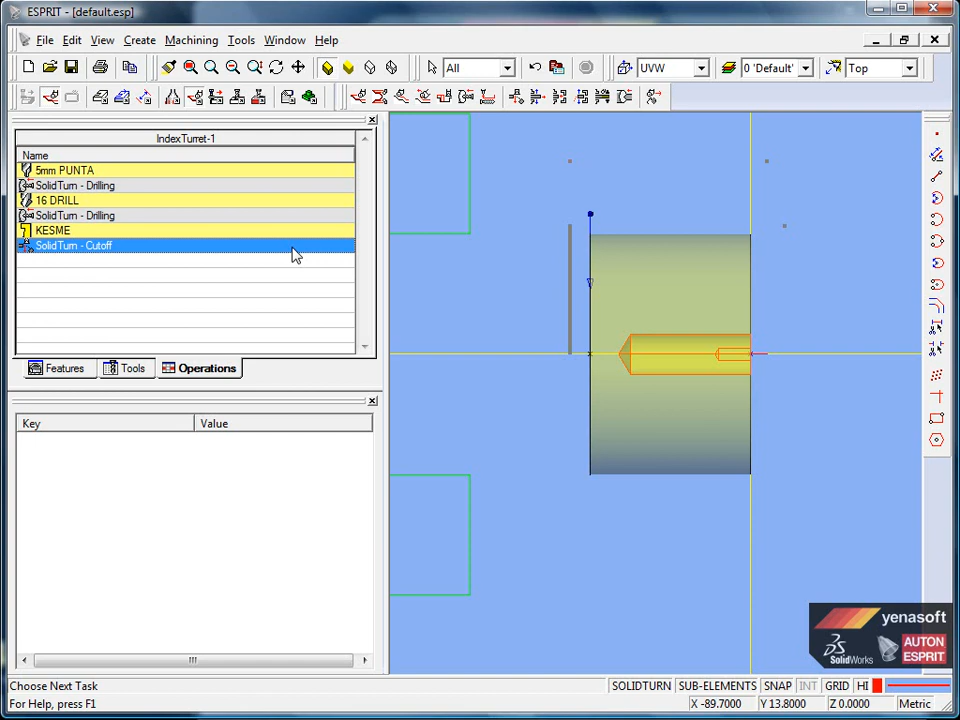 ESPRIT - [default.esp]
File Edit View Create Machining Tools Window Help
All UVW 0 'Default' Top
IndexTurret-1
Name
5mm PUNTA
SolidTurn - Drilling
16 DRILL
SolidTurn - Drilling
KESME
SolidTurn - Cutoff
Features Tools Operations
Key Value
yenasoft
SolidWorks
AUTON
ESPRIT
Choose Next Task SOLIDTURN SUB-ELEMENTS SNAP INT GRID HI
For Help, press F1 X -89.7000 Y 13.8000 Z 0.0000 Metric